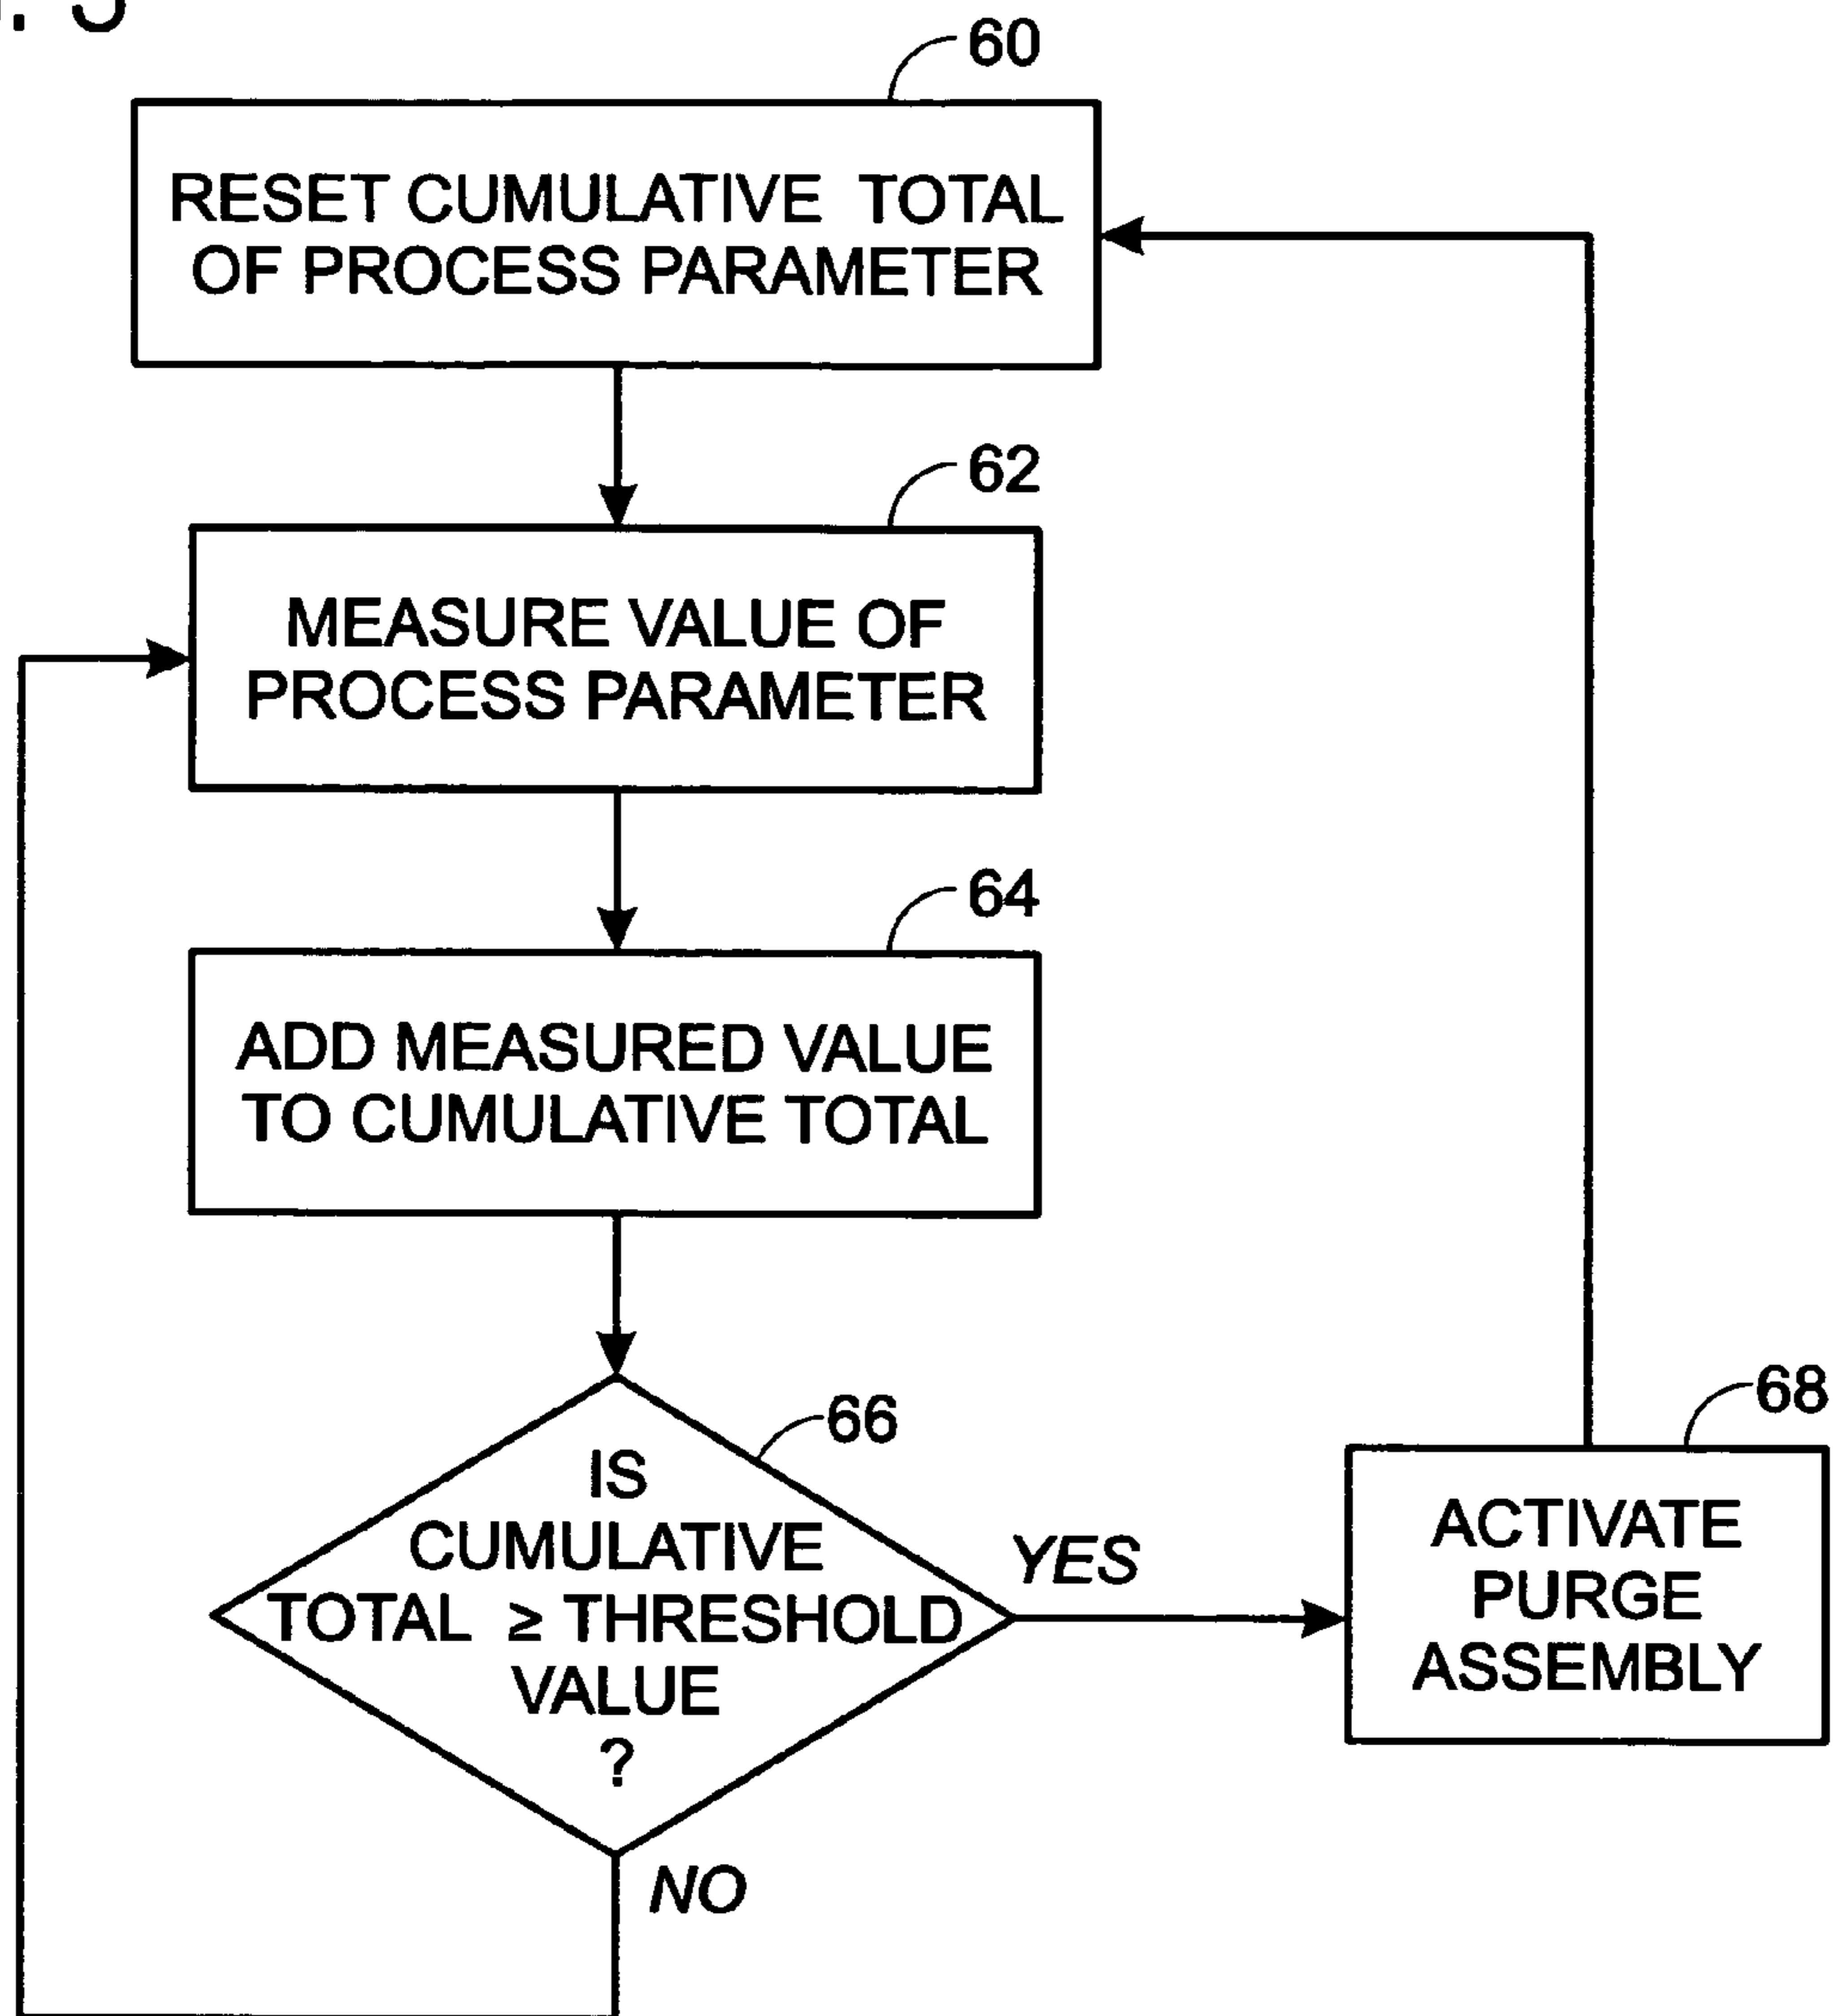 60
RESET CUMULATIVE TOTAL
OF PROCESS PARAMETER
62
MEASURE VALUE OF
PROCESS PARAMETER
64
ADD MEASURED VALUE
TO CUMULATIVE TOTAL
66
IS
CUMULATIVE
TOTAL ≥ THRESHOLD
VALUE
?
YES
NO
68
ACTIVATE
PURGE
ASSEMBLY